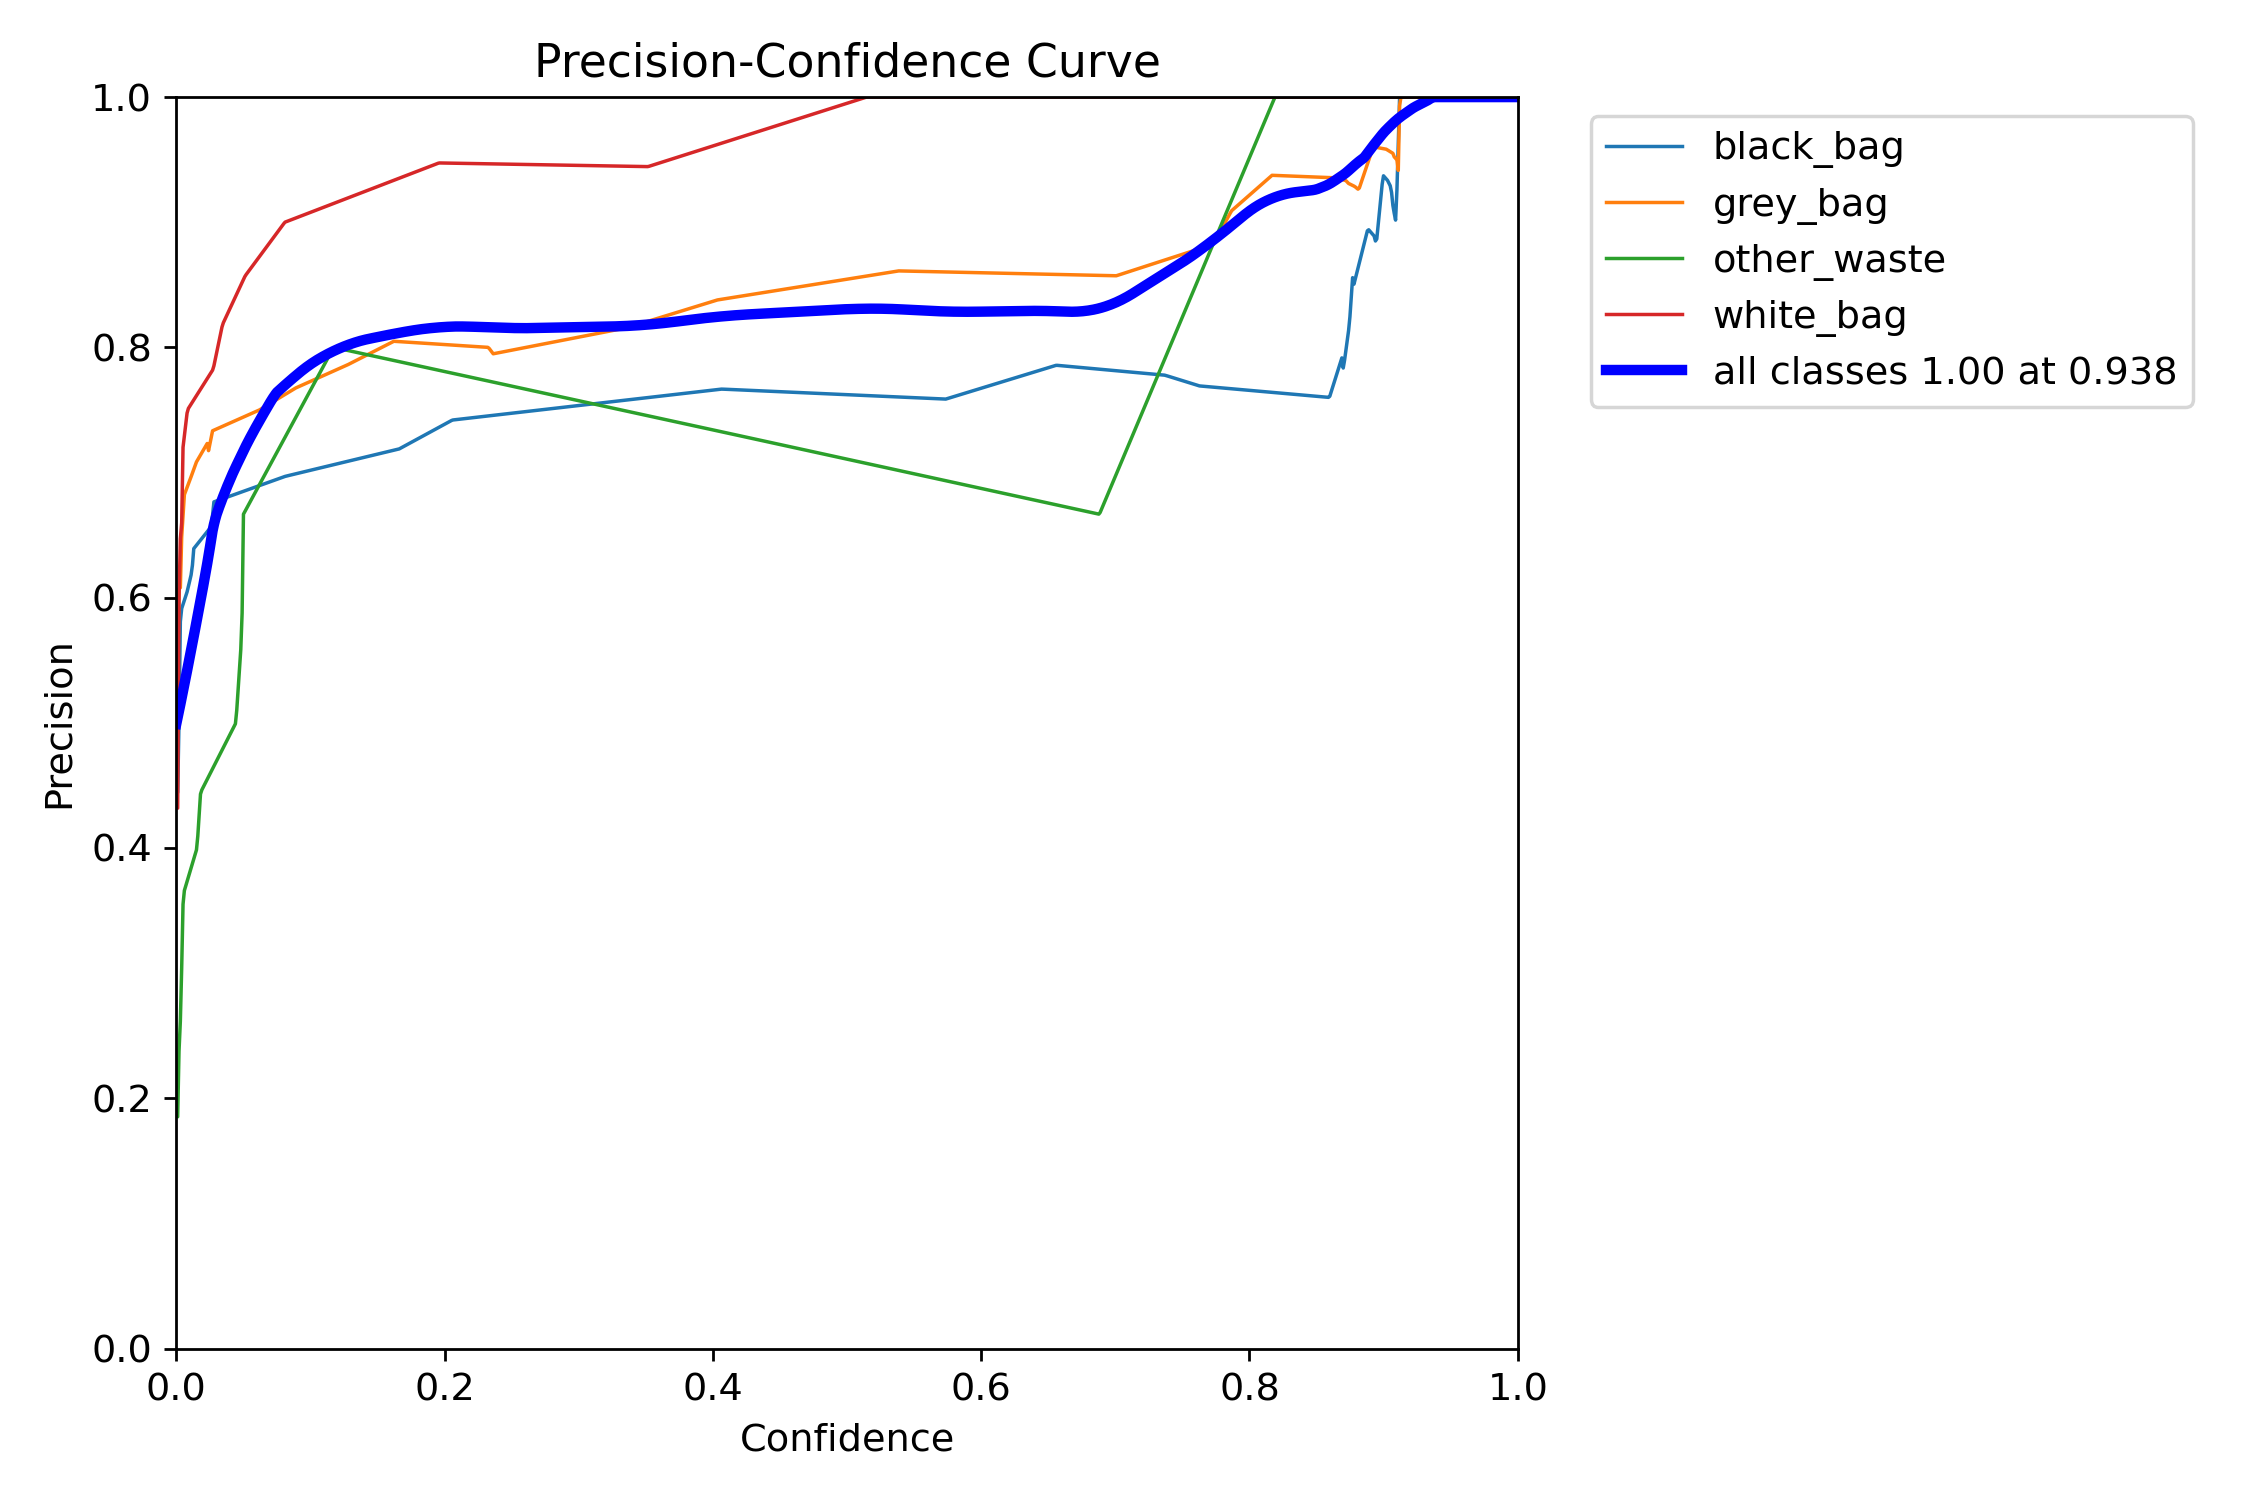 Precision-Confidence Curve
1.0
0.8
0.6
0.4
0.2
0.0
Precision
0.0 0.2 0.4 0.6 0.8 1.0
Confidence
black_bag
grey_bag
other_waste
white_bag
all classes 1.00 at 0.938